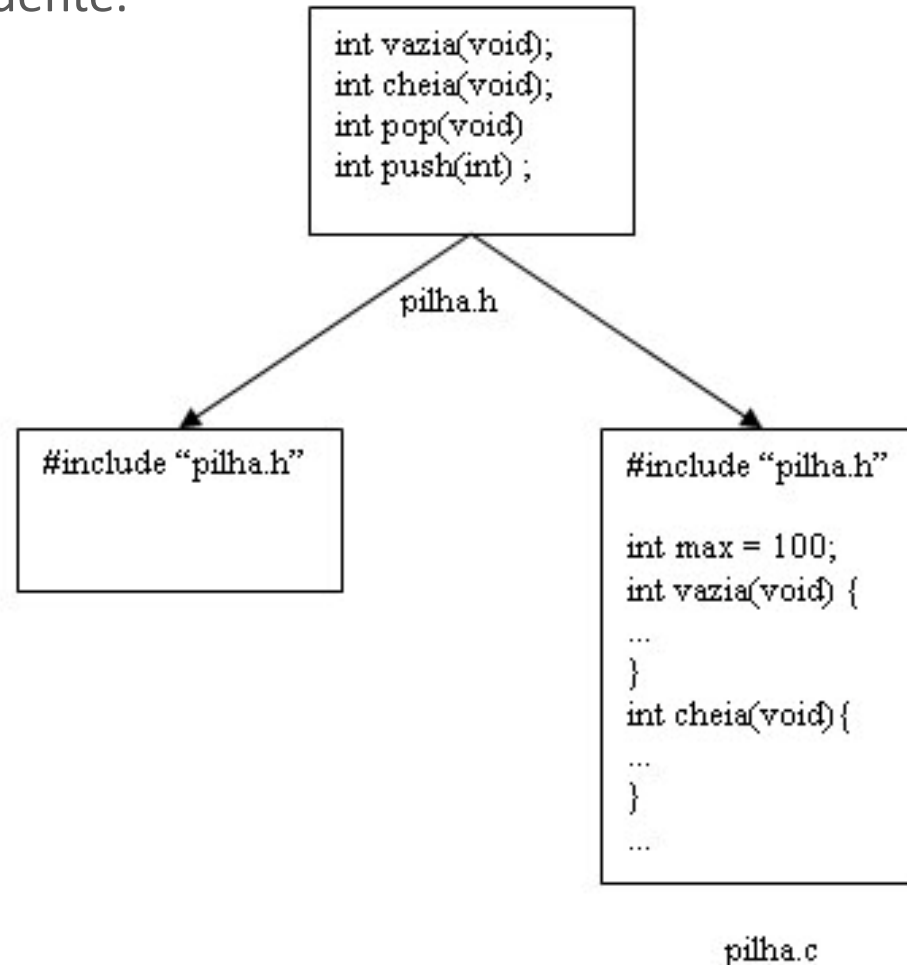 int vazia(void);
int cheia(void);
int pop(void)
int push(int) ;
pilha.h
#include “pilha.h”
#include “pilha.h”
int max = 100;
int vazia(void) {
...
}
int cheia(void){
...
}
...
pilha.c